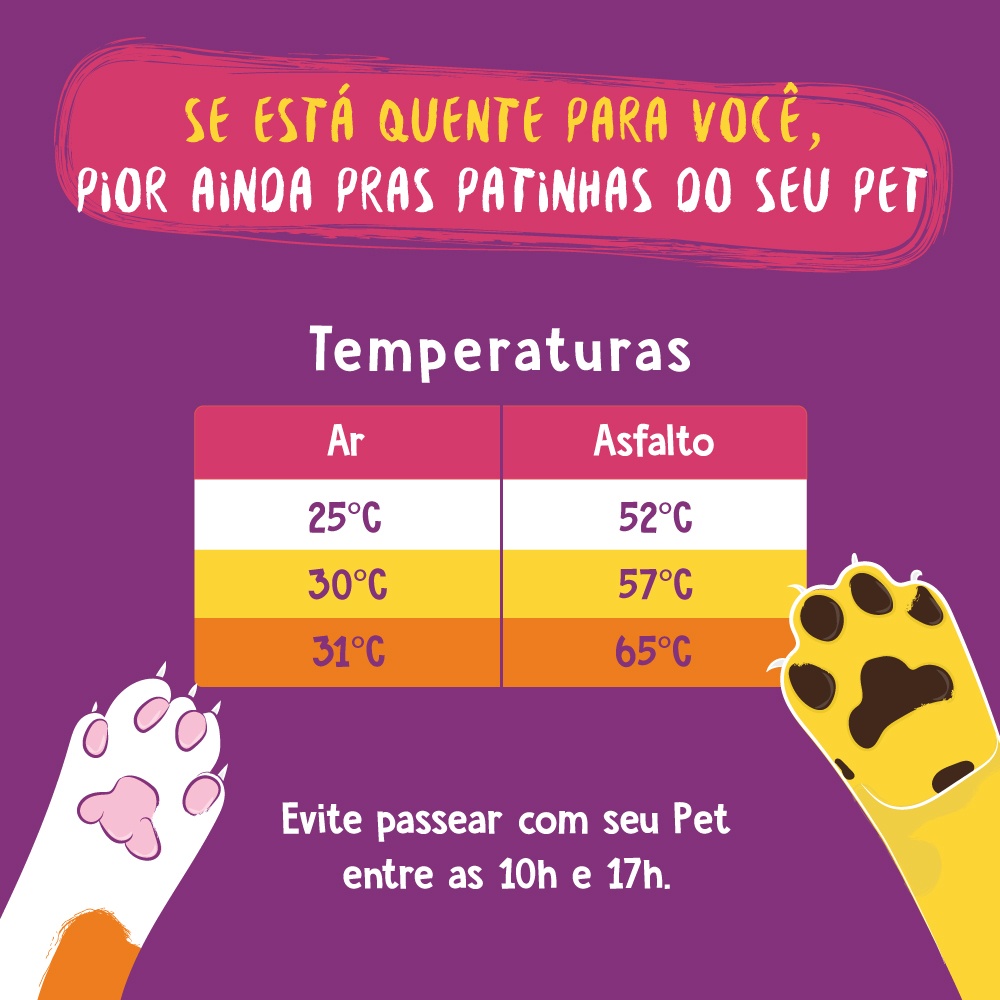 SE ESTÁ QUENTE PARA VOCÊ,
PIOR AINDA PRAS PATINHAS DO SEU PET
Temperaturas
Ar Asfalto
25°C 52°C
30°C 57°C
31°C 65°C
Evite passear com seu Pet
entre as 10h e 17h.